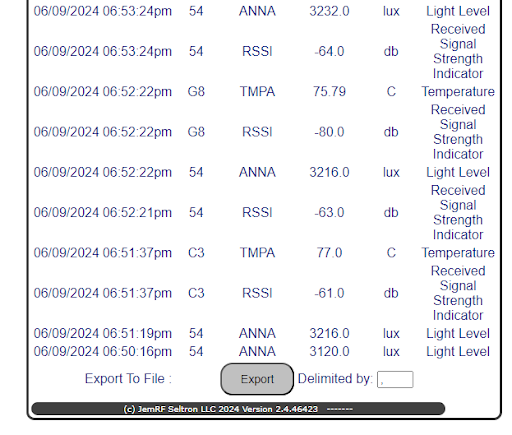 06/09/2024 06:53:24pm 54 ANNA 3232.0 lux Light Level
06/09/2024 06:53:24pm 54 RSSI -64.0 db Received
Signal
Strength
Indicator
06/09/2024 06:52:22pm G8 TMPA 75.79 C Temperature
06/09/2024 06:52:22pm G8 RSSI -80.0 db Received
Signal
Strength
Indicator
06/09/2024 06:52:22pm 54 ANNA 3216.0 lux Light Level
06/09/2024 06:52:21pm 54 RSSI -63.0 db Received
Signal
Strength
Indicator
06/09/2024 06:51:37pm C3 TMPA 77.0 C Temperature
06/09/2024 06:51:37pm C3 RSSI -61.0 db Received
Signal
Strength
Indicator
06/09/2024 06:51:19pm 54 ANNA 3216.0 lux Light Level
06/09/2024 06:50:16pm 54 ANNA 3120.0 lux Light Level
Export To File : Export Delimited by: ,
(c) JemRF Seltron LLC 2024 Version 2.4.46423 -------